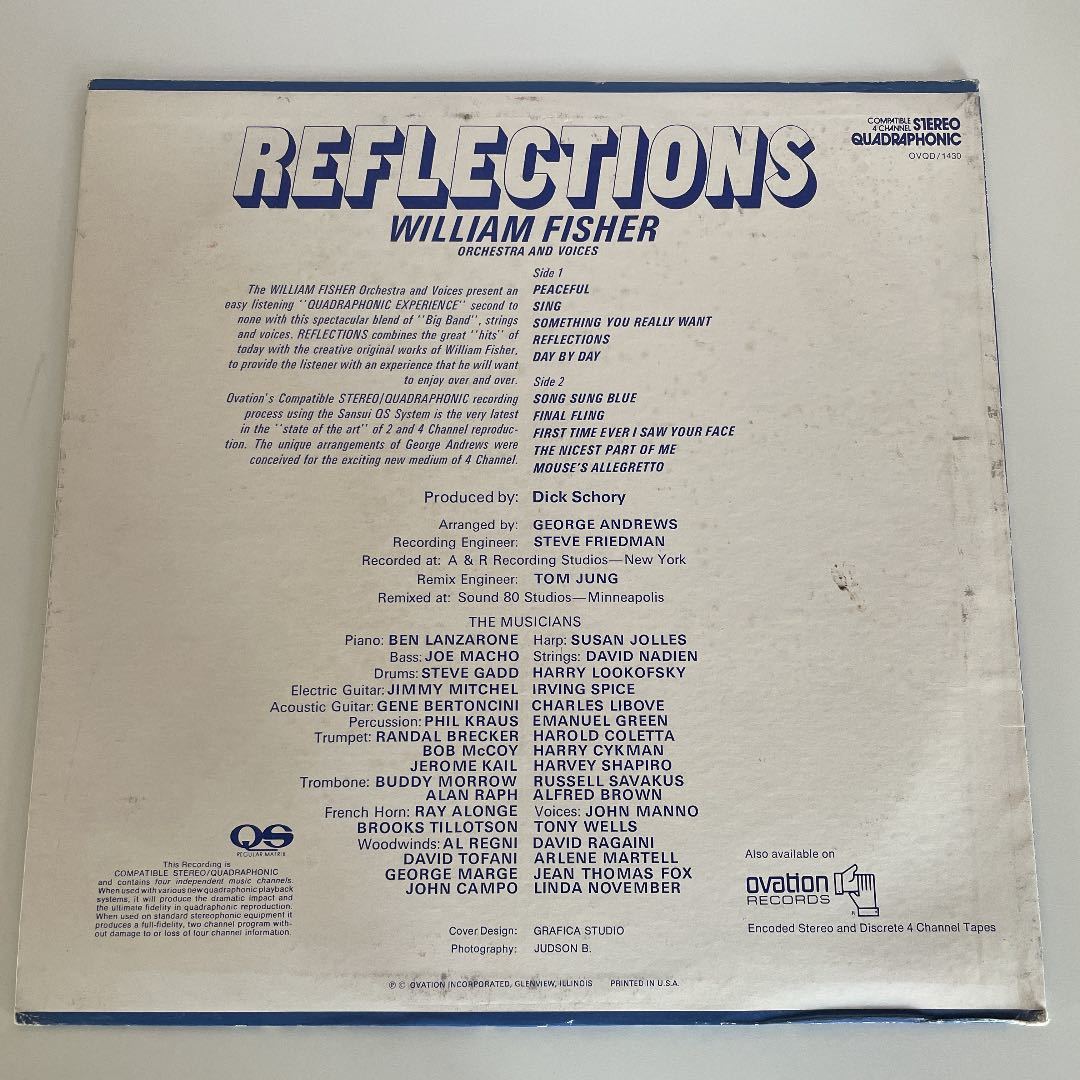 REFLECTIONS
WILLIAM FISHER
ORCHESTRA AND VOICES
COMPATIBLE 4 CHANNEL STEREO
QUADRAPHONIC
OVQD/1430
The WILLIAM FISHER Orchestra and Voices present an
easy listening "QUADRAPHONIC EXPERIENCE" second to
none with this spectacular blend of "Big Band", strings
and voices. REFLECTIONS combines the great "hits" of
today with the creative original works of William Fisher,
to provide the listener with an experience that he will want
to enjoy over and over.
Ovation's Compatible STEREO/QUADRAPHONIC recording
process using the Sansui QS System is the very latest
in the "state of the art" of 2 and 4 Channel reproduc-
tion. The unique arrangements of George Andrews were
conceived for the exciting new medium of 4 Channel.
Side 1
PEACEFUL
SING
SOMETHING YOU REALLY WANT
REFLECTIONS
DAY BY DAY
Side 2
SONG SUNG BLUE
FINAL FLING
FIRST TIME EVER I SAW YOUR FACE
THE NICEST PART OF ME
MOUSE'S ALLEGRETTO
Produced by: Dick Schory
Arranged by: GEORGE ANDREWS
Recording Engineer: STEVE FRIEDMAN
Recorded at: A & R Recording Studios—New York
Remix Engineer: TOM JUNG
Remixed at: Sound 80 Studios—Minneapolis
THE MUSICIANS
Piano: BEN LANZARONE
Bass: JOE MACHO
Drums: STEVE GADD
Electric Guitar: JIMMY MITCHEL
Acoustic Guitar: GENE BERTONCINI
Percussion: PHIL KRAUS
Trumpet: RANDAL BRECKER
BOB McCOY
JEROME KAIL
Trombone: BUDDY MORROW
ALAN RAPH
French Horn: RAY ALONGE
BROOKS TILLOTSON
Woodwinds: AL REGNI
DAVID TOFANI
GEORGE MARGE
JOHN CAMPO
Harp: SUSAN JOLLES
Strings: DAVID NADIEN
HARRY LOOKOFSKY
IRVING SPICE
CHARLES LIBOVE
EMANUEL GREEN
HAROLD COLETTA
HARRY CYKMAN
HARVEY SHAPIRO
RUSSELL SAVAKUS
ALFRED BROWN
Voices: JOHN MANNO
TONY WELLS
DAVID RAGAINI
ARLENE MARTELL
JEAN THOMAS FOX
LINDA NOVEMBER
QS
REGULAR MATRIX
This Recording is
COMPATIBLE STEREO/QUADRAPHONIC
and contains four independent music channels.
When used with various new quadraphonic playback
systems, it will produce the dramatic impact and
the ultimate fidelity in quadraphonic reproduction.
When used on standard stereophonic equipment it
produces a full-fidelity, two channel program with-
out damage to or loss of four channel information.
Also available on
ovation
RECORDS
R
Encoded Stereo and Discrete 4 Channel Tapes
Cover Design: GRAFICA STUDIO
Photography: JUDSON B.
℗ © OVATION INCORPORATED, GLENVIEW, ILLINOIS PRINTED IN U.S.A.